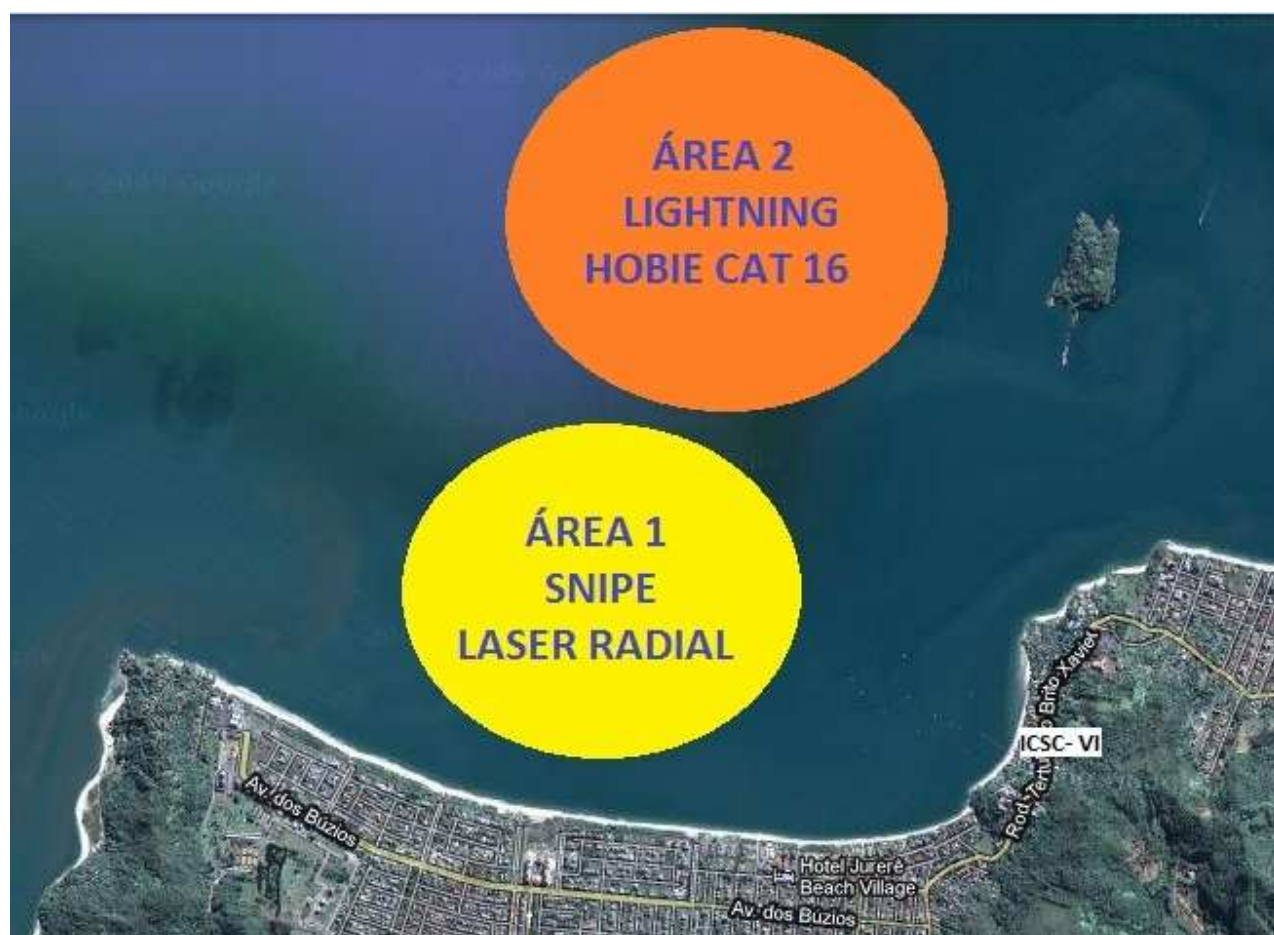 ÁREA 2
LIGHTNING
HOBIE CAT 16
ÁREA 1
SNIPE
LASER RADIAL
ICSC- VI
Av. dos Búzios
Hotel Jurerê
Beach Village
Av. dos Búzios